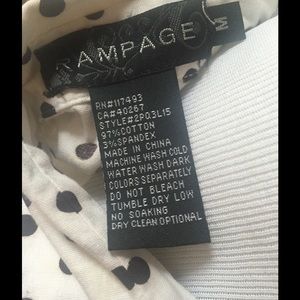 RAMPAGE
M
RN#117493
CA#40267
STYLE#2PQ3L15
97%COTTON
3%SPANDEX
MADE IN CHINA
MACHINE WASH COLD
WATER WASH DARK
COLORS SEPARATELY
DO NOT BLEACH
TUMBLE DRY LOW
NO SOAKING
DRY CLEAN OPTIONAL